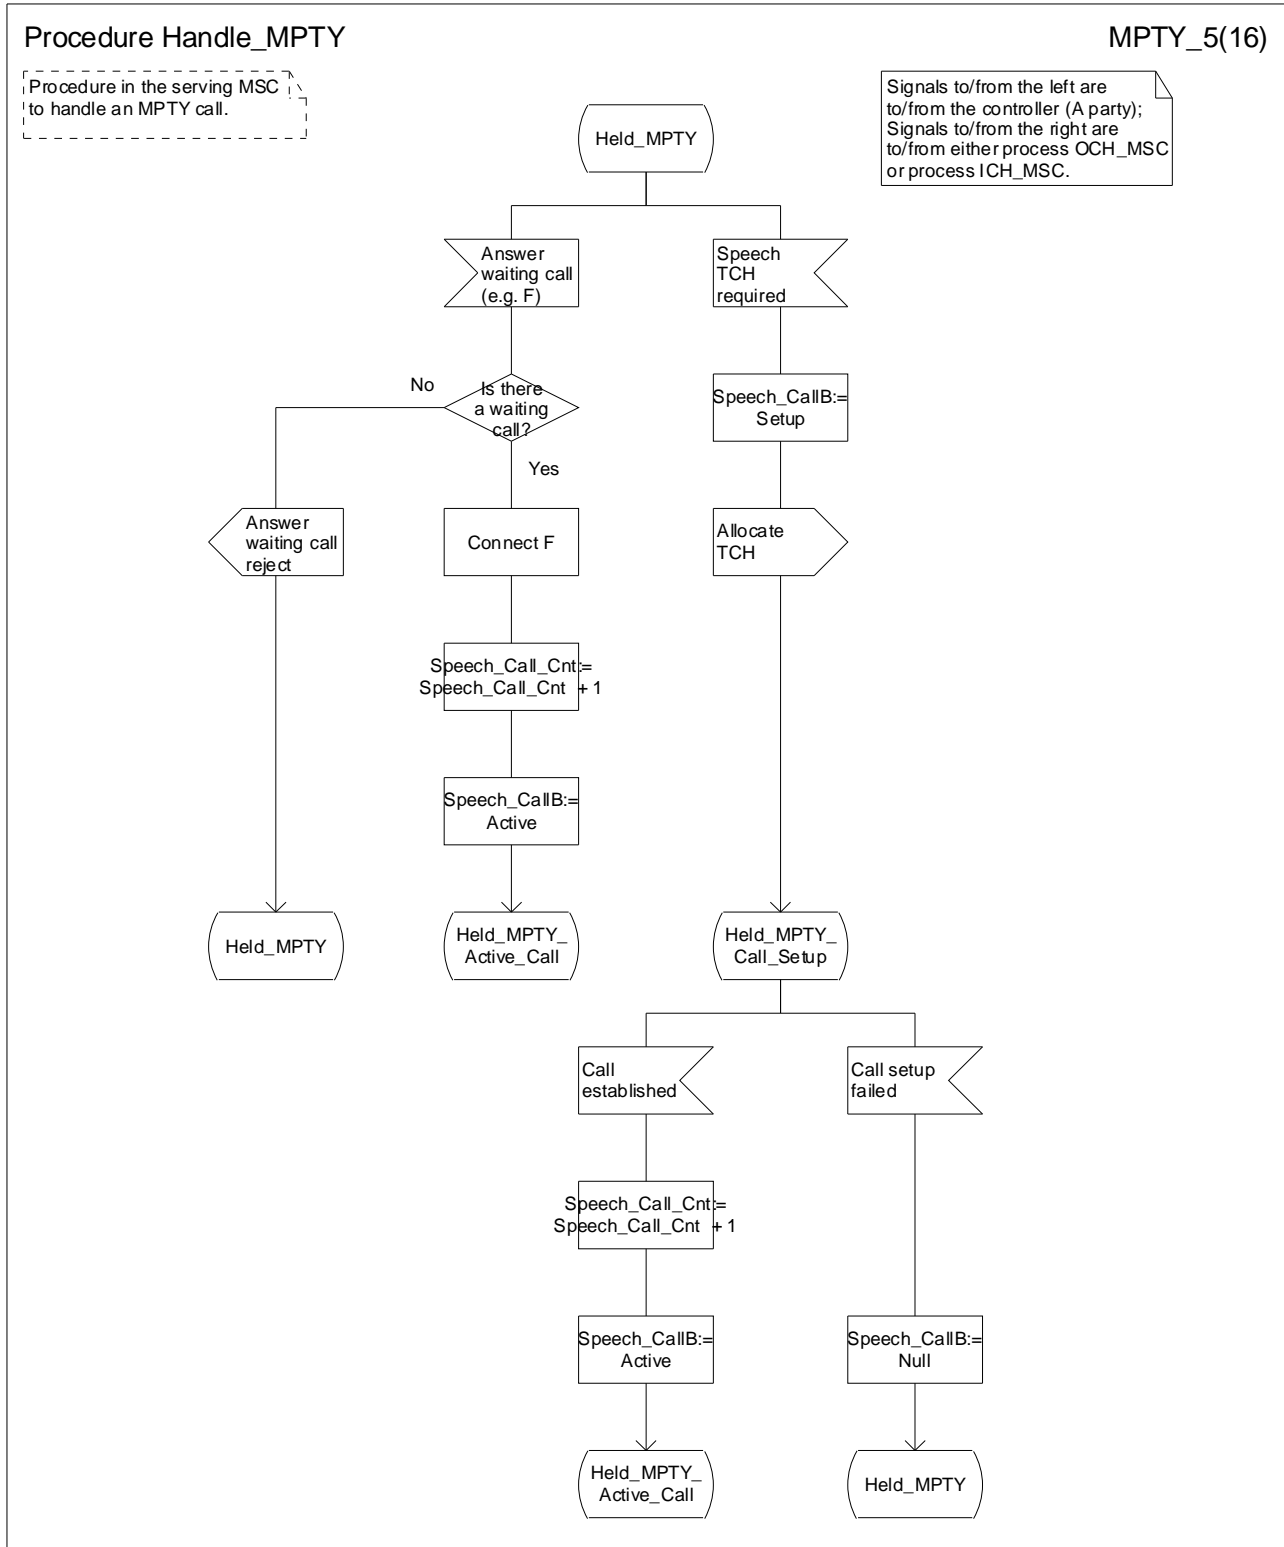 Procedure Handle_MPTY
MPTY_5(16)
Procedure in the serving MSC
to handle an MPTY call.
Signals to/from the left are
to/from the controller (A party);
Signals to/from the right are
to/from either process OCH_MSC
or process ICH_MSC.
Held_MPTY
Answer
waiting call
(e.g. F)
Speech
TCH
required
No
Is there
a waiting
call?
Speech_CallB:=
Setup
Yes
Answer
waiting call
reject
Connect F
Allocate
TCH
Speech_Call_Cnt:=
Speech_Call_Cnt + 1
Speech_CallB:=
Active
Held_MPTY
Held_MPTY_
Active_Call
Held_MPTY_
Call_Setup
Call
established
Call setup
failed
Speech_Call_Cnt:=
Speech_Call_Cnt + 1
Speech_CallB:=
Active
Speech_CallB:=
Null
Held_MPTY_
Active_Call
Held_MPTY